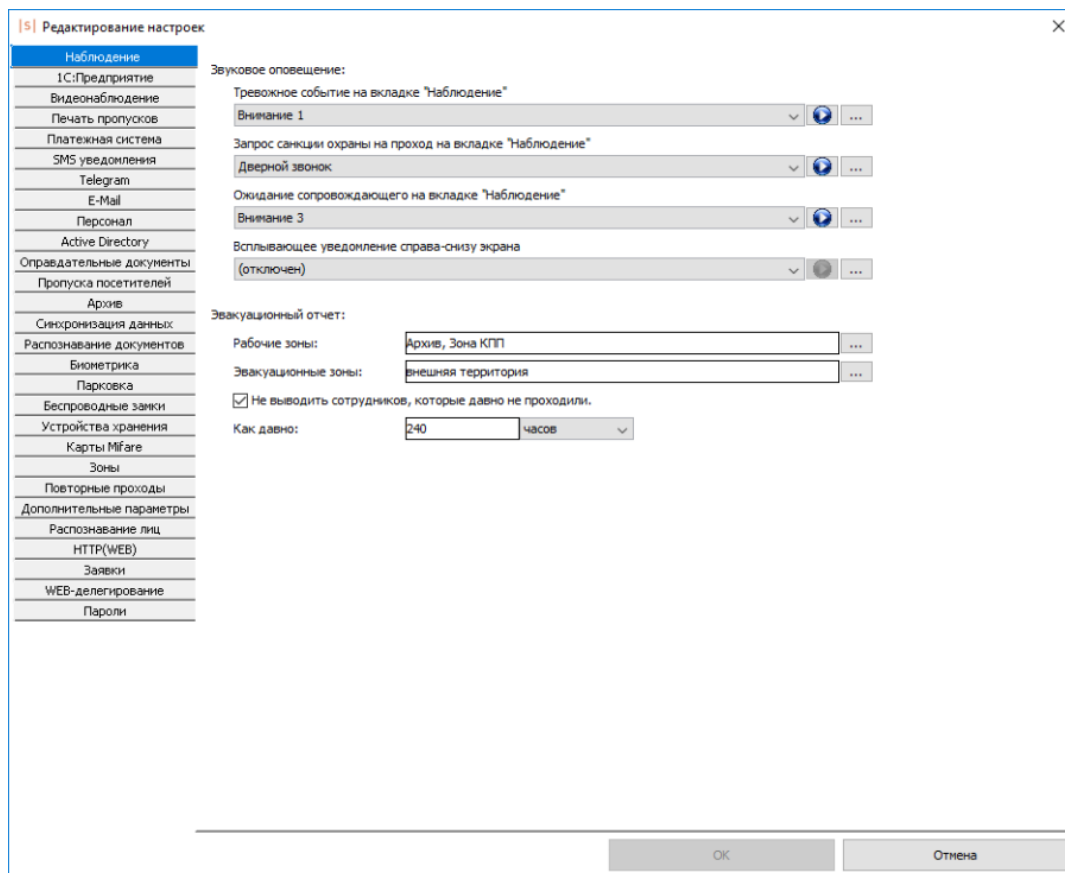 |S| Редактирование настроек
Наблюдение
1С:Предприятие
Видеонаблюдение
Печать пропусков
Платежная система
SMS уведомления
Telegram
E-Mail
Персонал
Active Directory
Оправдательные документы
Пропуска посетителей
Архив
Синхронизация данных
Распознавание документов
Биометрика
Парковка
Беспроводные замки
Устройства хранения
Карты Mifare
Зоны
Повторные проходы
Дополнительные параметры
Распознавание лиц
HTTP(WEB)
Заявки
WEB-делегирование
Пароли
Звуковое оповещение:
Тревожное событие на вкладке "Наблюдение"
Внимание 1
...
Запрос санкции охраны на проход на вкладке "Наблюдение"
Дверной звонок
...
Ожидание сопровождающего на вкладке "Наблюдение"
Внимание 3
...
Всплывающее уведомление справа-снизу экрана
(отключен)
...
Эвакуационный отчет:
Рабочие зоны: Архив, Зона КПП ...
Эвакуационные зоны: внешняя территория ...
Не выводить сотрудников, которые давно не проходили.
Как давно: 240 часов
OK Отмена